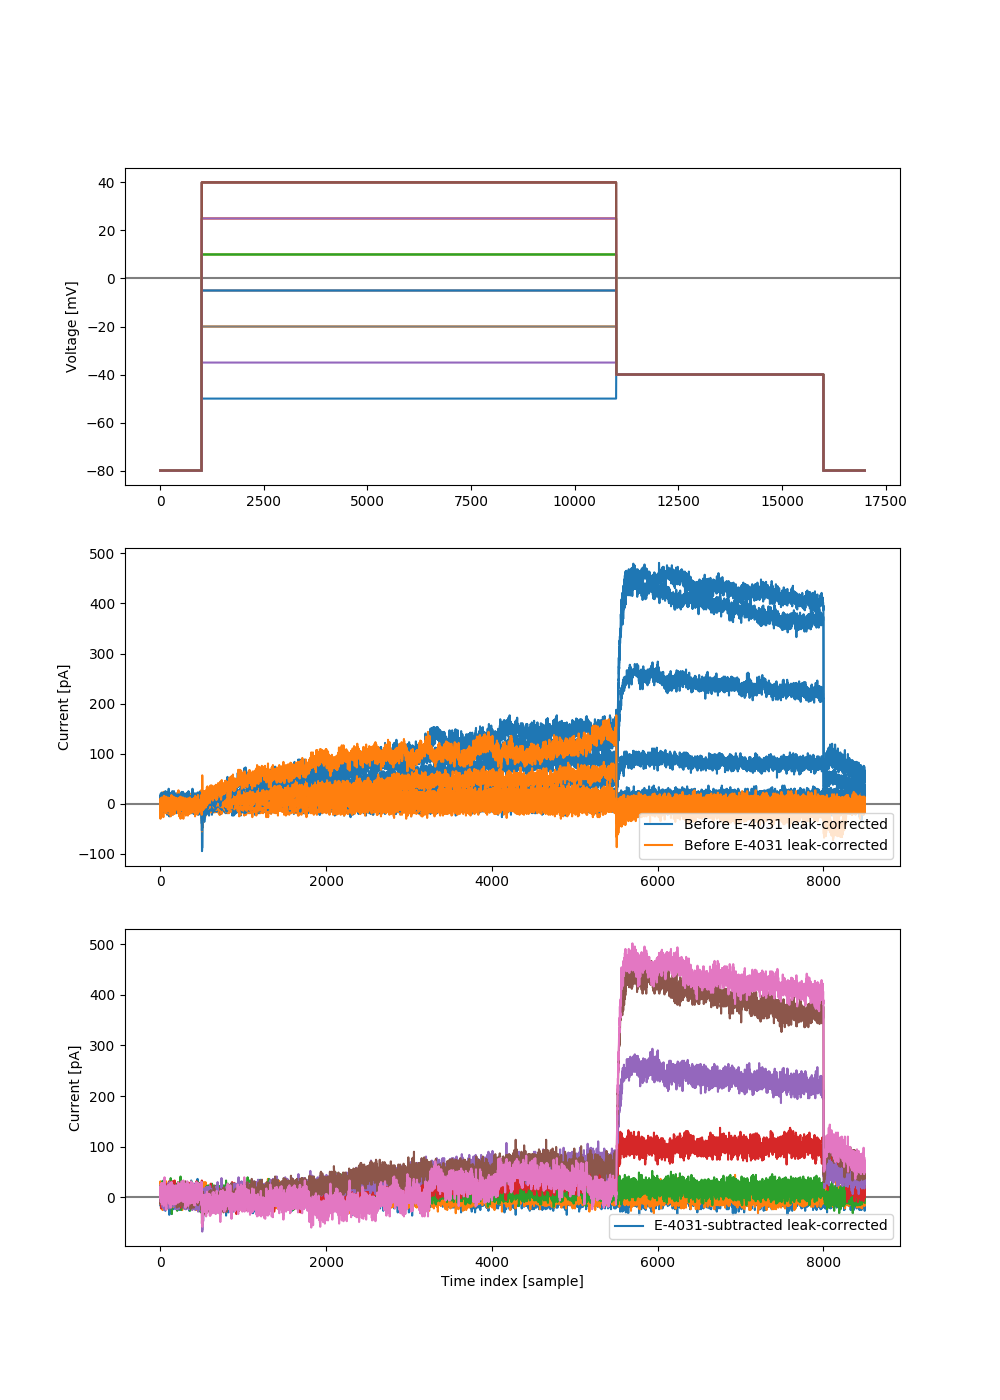 40
20
0
−20
−40
−60
−80
Voltage [mV]
0 2500 5000 7500 10000 12500 15000 17500
500
400
300
200
100
0
−100
Current [pA]
Before E-4031 leak-corrected
Before E-4031 leak-corrected
0 2000 4000 6000 8000
500
400
300
200
100
0
Current [pA]
E-4031-subtracted leak-corrected
0 2000 4000 6000 8000
Time index [sample]